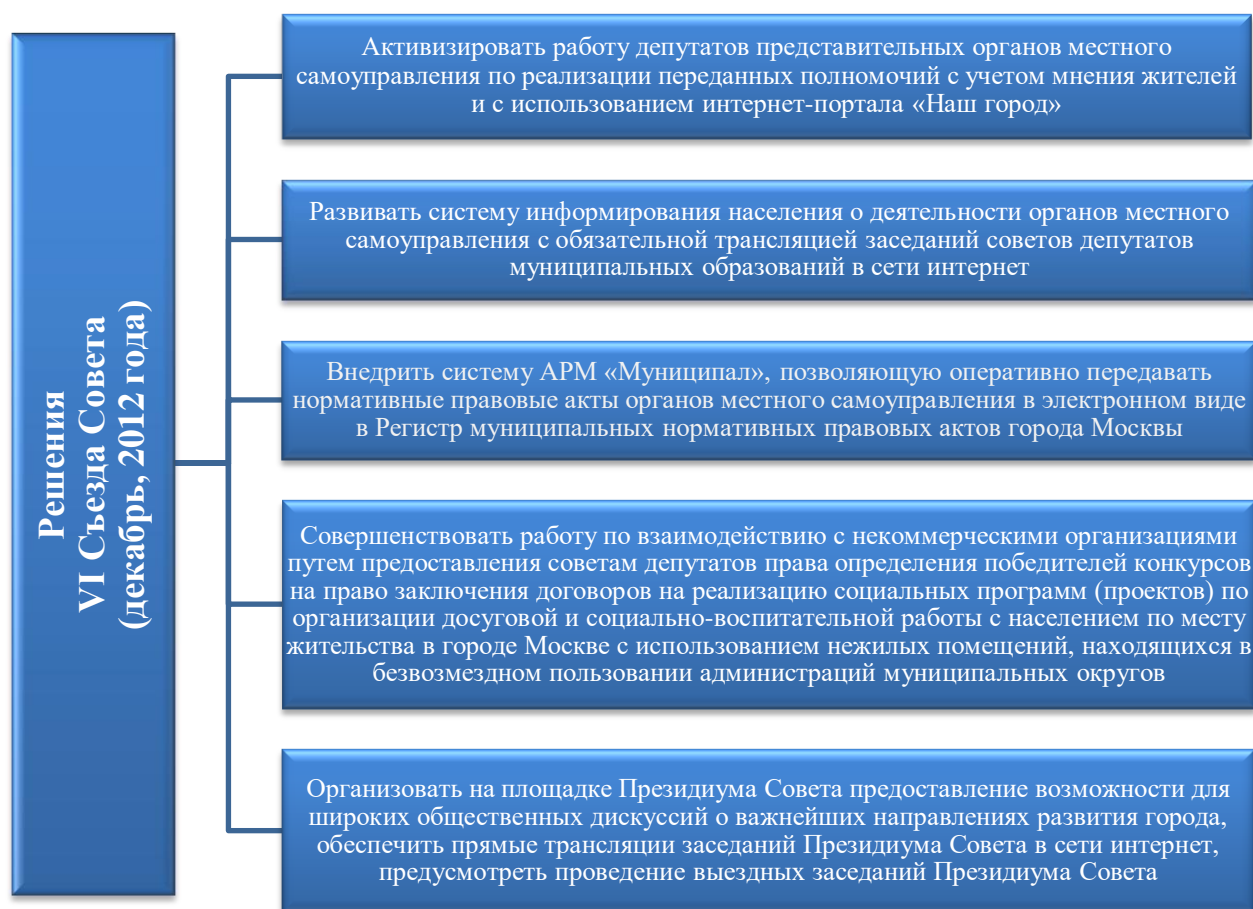 Решения
VI Съезда Совета
(декабрь, 2012 года)
Активизировать работу депутатов представительных органов местного
самоуправления по реализации переданных полномочий с учетом мнения жителей
и с использованием интернет-портала «Наш город»
Развивать систему информирования населения о деятельности органов местного
самоуправления с обязательной трансляцией заседаний советов депутатов
муниципальных образований в сети интернет
Внедрить систему АРМ «Муниципал», позволяющую оперативно передавать
нормативные правовые акты органов местного самоуправления в электронном виде
в Регистр муниципальных нормативных правовых актов города Москвы
Совершенствовать работу по взаимодействию с некоммерческими организациями
путем предоставления советам депутатов права определения победителей конкурсов
на право заключения договоров на реализацию социальных программ (проектов) по
организации досуговой и социально-воспитательной работы с населением по месту
жительства в городе Москве с использованием нежилых помещений, находящихся в
безвозмездном пользовании администраций муниципальных округов
Организовать на площадке Президиума Совета предоставление возможности для
широких общественных дискуссий о важнейших направлениях развития города,
обеспечить прямые трансляции заседаний Президиума Совета в сети интернет,
предусмотреть проведение выездных заседаний Президиума Совета